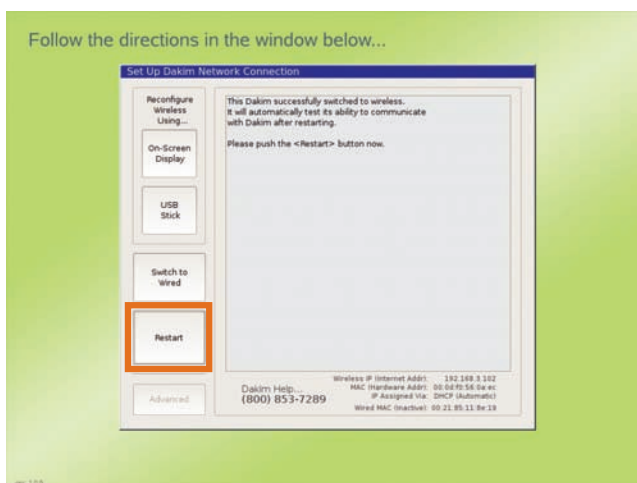 Follow the directions in the window below...
Set Up Dakim Network Connection
Reconfigure
Wireless
Using...
On-Screen
Display
USB
Stick
Switch to
Wired
Restart
Advanced
This Dakim successfully switched to wireless.
It will automatically test its ability to communicate
with Dakim after restarting.
Please push the <Restart> button now.
Dakim Help...
(800) 853-7289
Wireless IP (Internet Addr): 192.168.3.102
MAC (Hardware Addr): 00:0d:f0:56:0a:ec
IP Assigned Via: DHCP (Automatic)
Wired MAC (Inactive): 00:21:85:11:8e:19